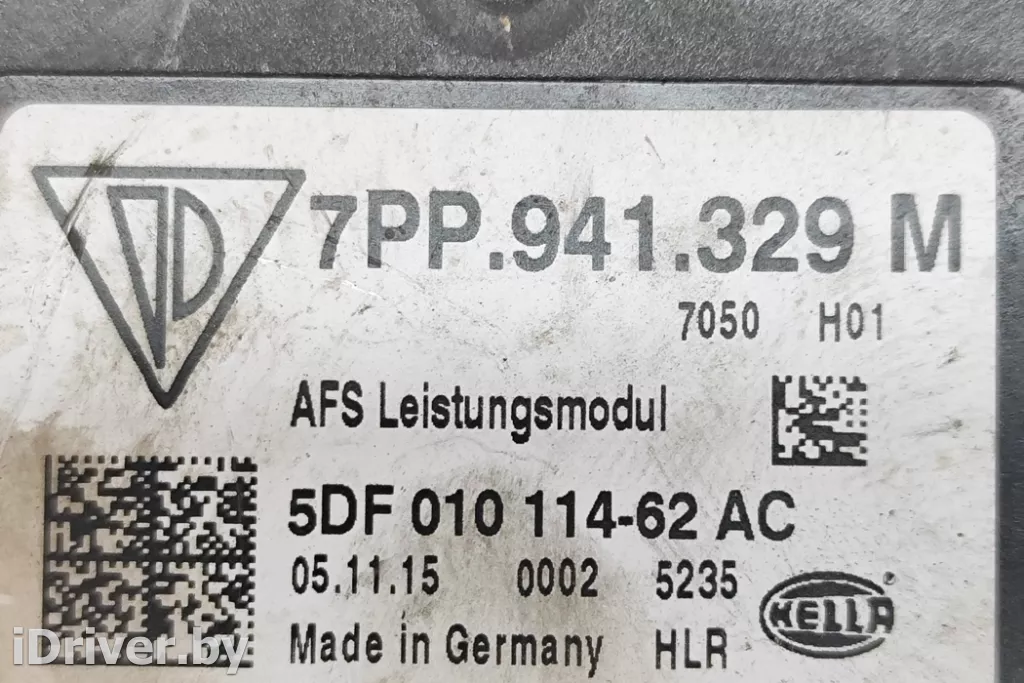 7PP.941.329 M
7050 H01
AFS Leistungsmodul
5DF 010 114-62 AC
05.11.15 0002 5235
HELLA ®
Made in Germany HLR
iDriver.by